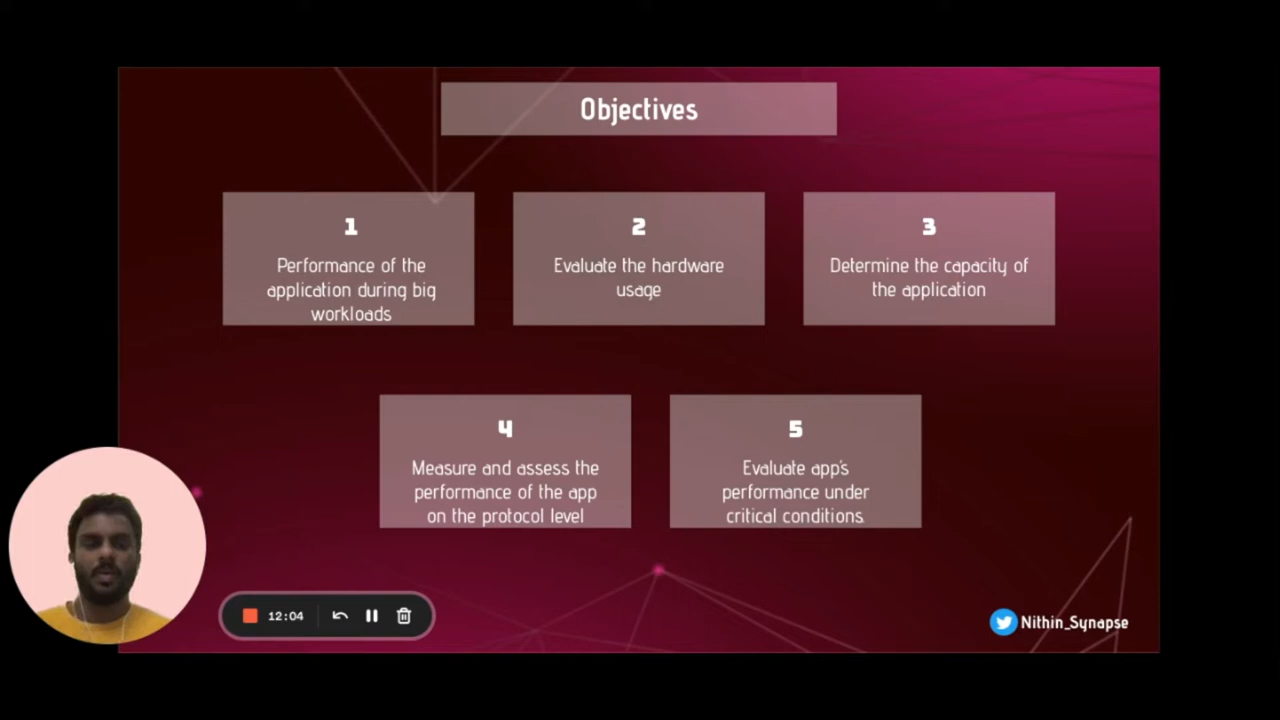 Objectives
1
Performance of the
application during big
workloads
2
Evaluate the hardware
usage
3
Determine the capacity of
the application
4
Measure and assess the
performance of the app
on the protocol level
5
Evaluate app's
performance under
critical conditions
12:04
Nithin_Synapse